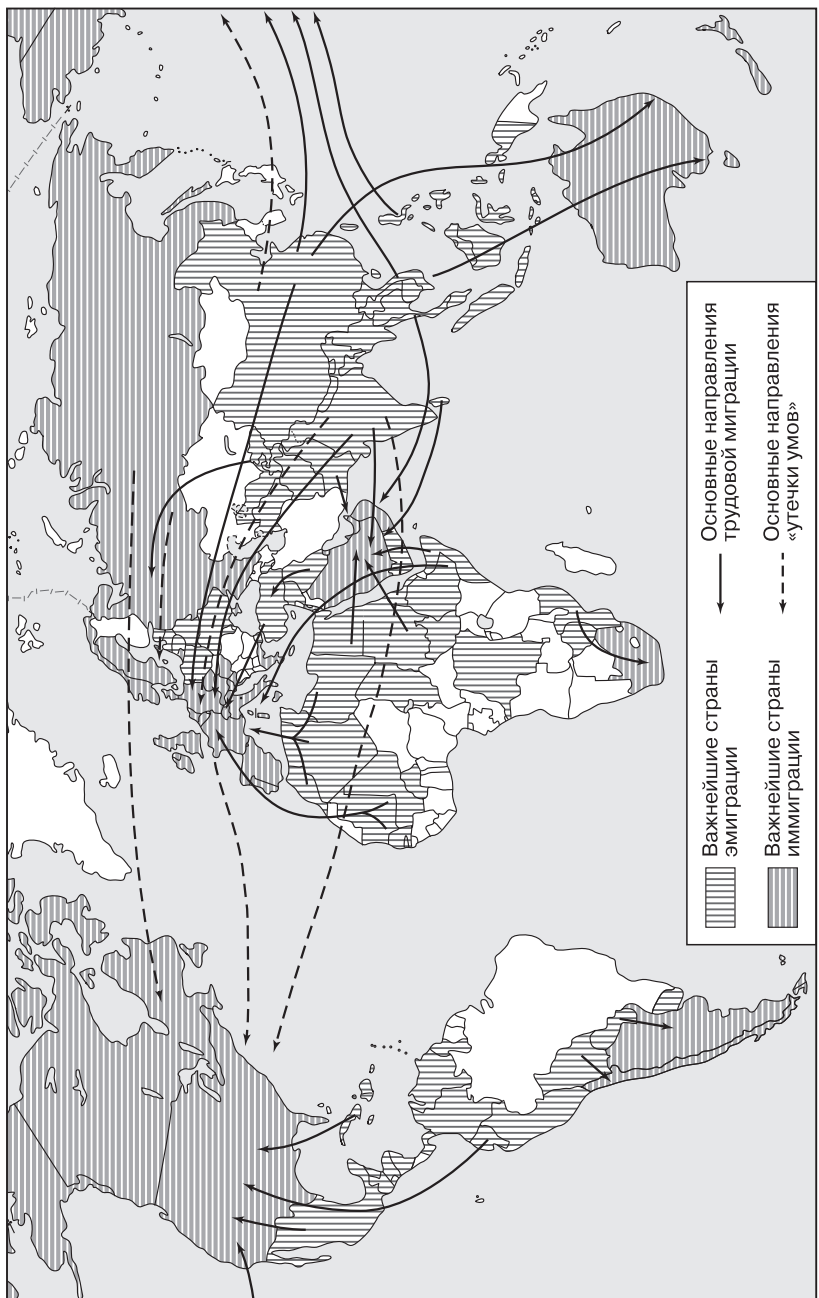 Важнейшие страны
эмиграции
Важнейшие страны
иммиграции
Основные направления
трудовой миграции
Основные направления
«утечки умов»